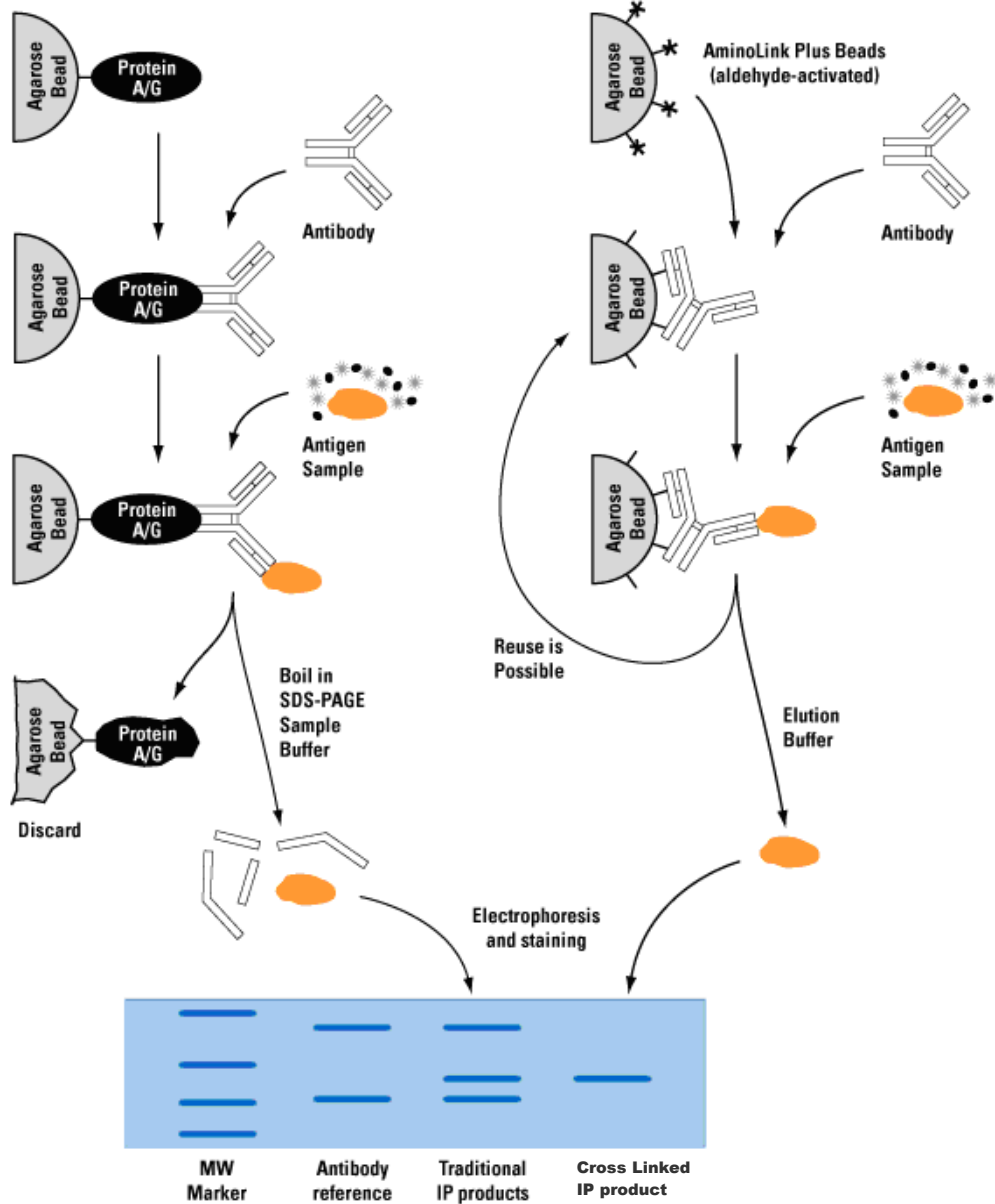 Agarose
Bead
Protein
A/G
Agarose
Bead
AminoLink Plus Beads
(aldehyde-activated)
Antibody
Antibody
Agarose
Bead
Protein
A/G
Agarose
Bead
Antigen
Sample
Antigen
Sample
Agarose
Bead
Protein
A/G
Agarose
Bead
Reuse is
Possible
Boil in
SDS-PAGE
Sample
Buffer
Elution
Buffer
Agarose
Bead
Protein
A/G
Discard
Electrophoresis
and staining
MW
Marker
Antibody
reference
Traditional
IP products
Cross Linked
IP product